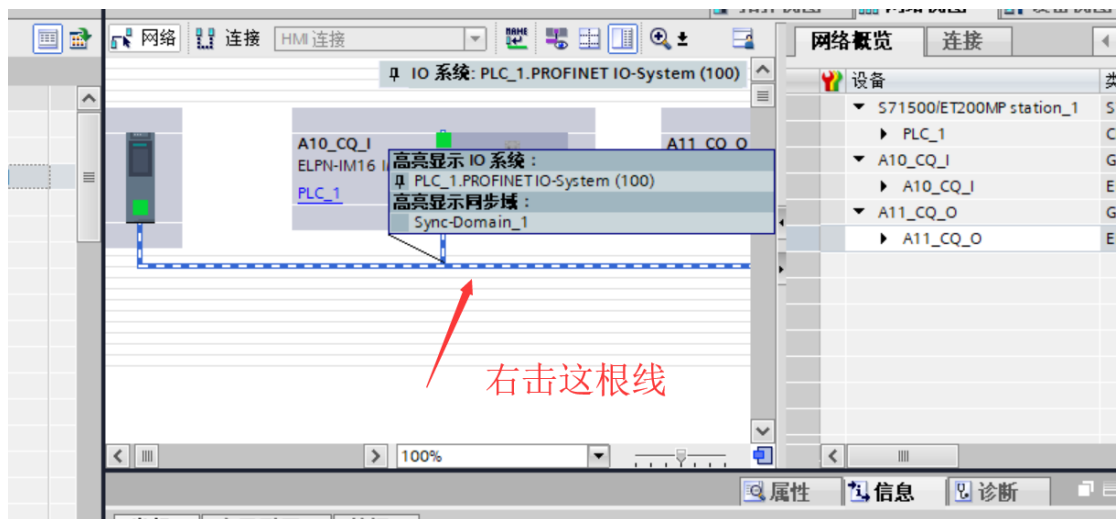 网络
连接
HMI 连接
IO 系统: PLC_1.PROFINET IO-System (100)
A10_CQ_I
ELPN-IM16
PLC_1
A11_CQ_O
高亮显示 IO 系统：
PLC_1.PROFINET IO-System (100)
高亮显示同步域：
Sync-Domain_1
右击这根线
100%
网络概览
连接
设备
S71500/ET200MP station_1
PLC_1
A10_CQ_I
A10_CQ_I
A11_CQ_O
A11_CQ_O
属性
信息
诊断